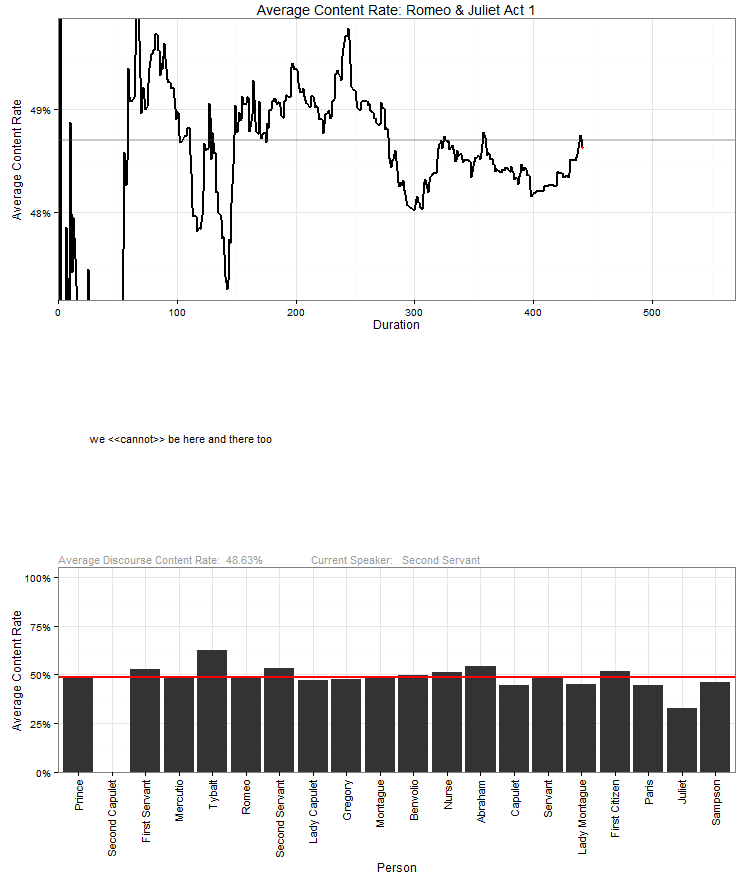 Average Content Rate: Romeo & Juliet Act 1
Average Content Rate
49%
48%
0 100 200 300 400 500
Duration
we <<cannot>> be here and there too
Average Discourse Content Rate: 48.63% Current Speaker: Second Servant
Average Content Rate
100%
75%
50%
25%
0%
Prince
Second Capulet
First Servant
Mercutio
Tybalt
Romeo
Second Servant
Lady Capulet
Gregory
Montague
Benvolio
Nurse
Abraham
Capulet
Servant
Lady Montague
First Citizen
Paris
Juliet
Sampson
Person